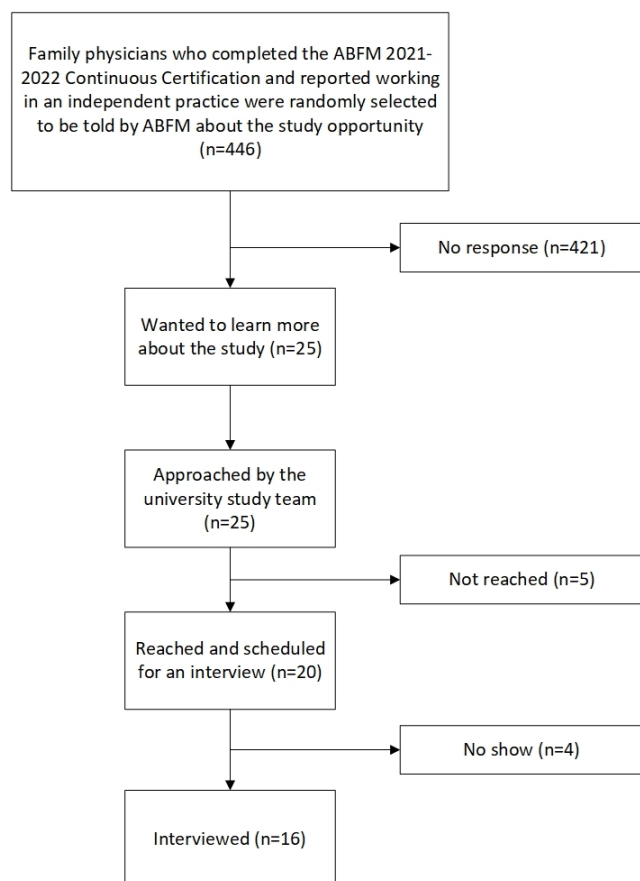 Family physicians who completed the ABFM 2021-
2022 Continuous Certification and reported working
in an independent practice were randomly selected
to be told by ABFM about the study opportunity
(n=446)
No response (n=421)
Wanted to learn more
about the study (n=25)
Approached by the
university study team
(n=25)
Not reached (n=5)
Reached and scheduled
for an interview (n=20)
No show (n=4)
Interviewed (n=16)